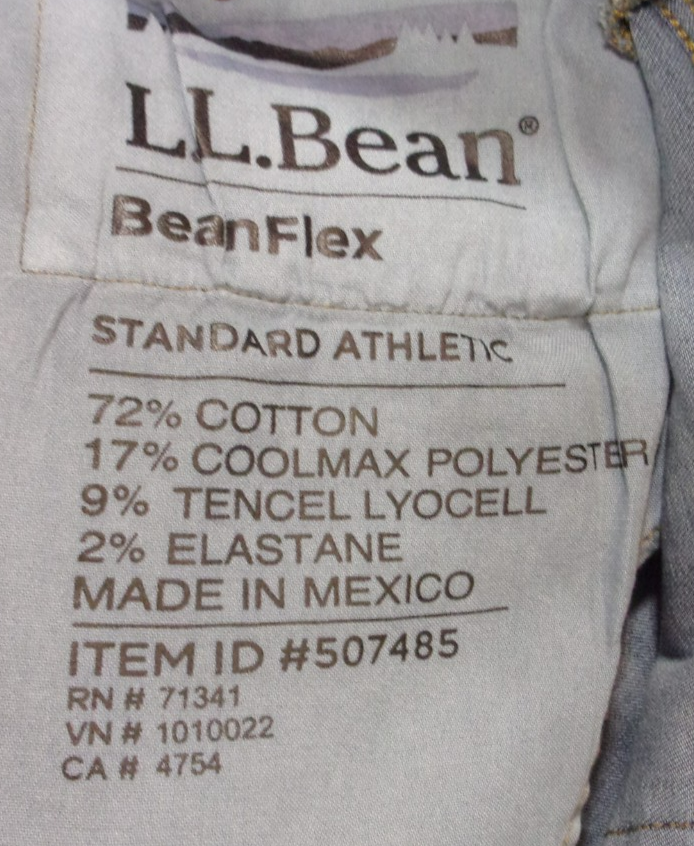 L.L.Bean®
BeanFlex
STANDARD ATHLETIC
72% COTTON
17% COOLMAX POLYESTER
9% TENCEL LYOCELL
2% ELASTANE
MADE IN MEXICO
ITEM ID #507485
RN # 71341
VN # 1010022
CA # 4754